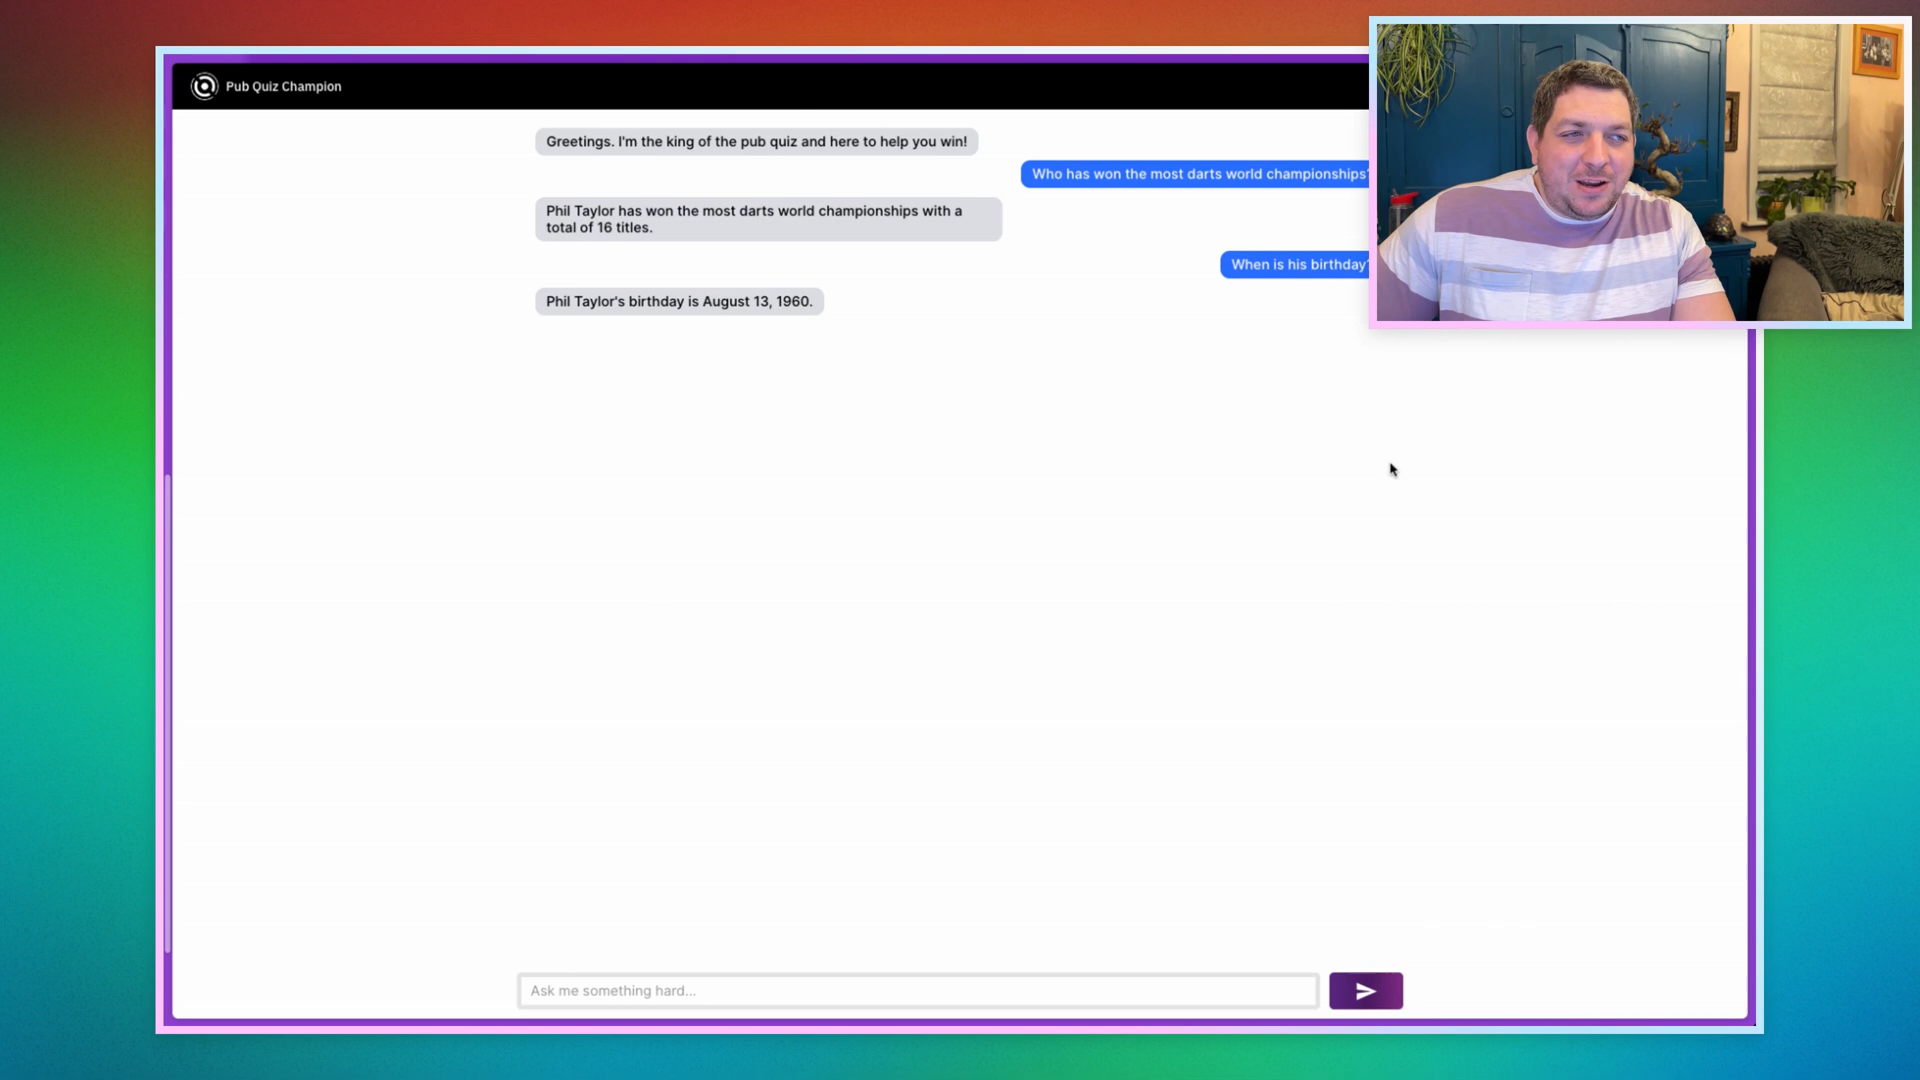 Pub Quiz Champion
Greetings. I'm the king of the pub quiz and here to help you win!
Who has won the most darts world championships?
Phil Taylor has won the most darts world championships with a
total of 16 titles.
When is his birthday?
Phil Taylor's birthday is August 13, 1960.
Ask me something hard...